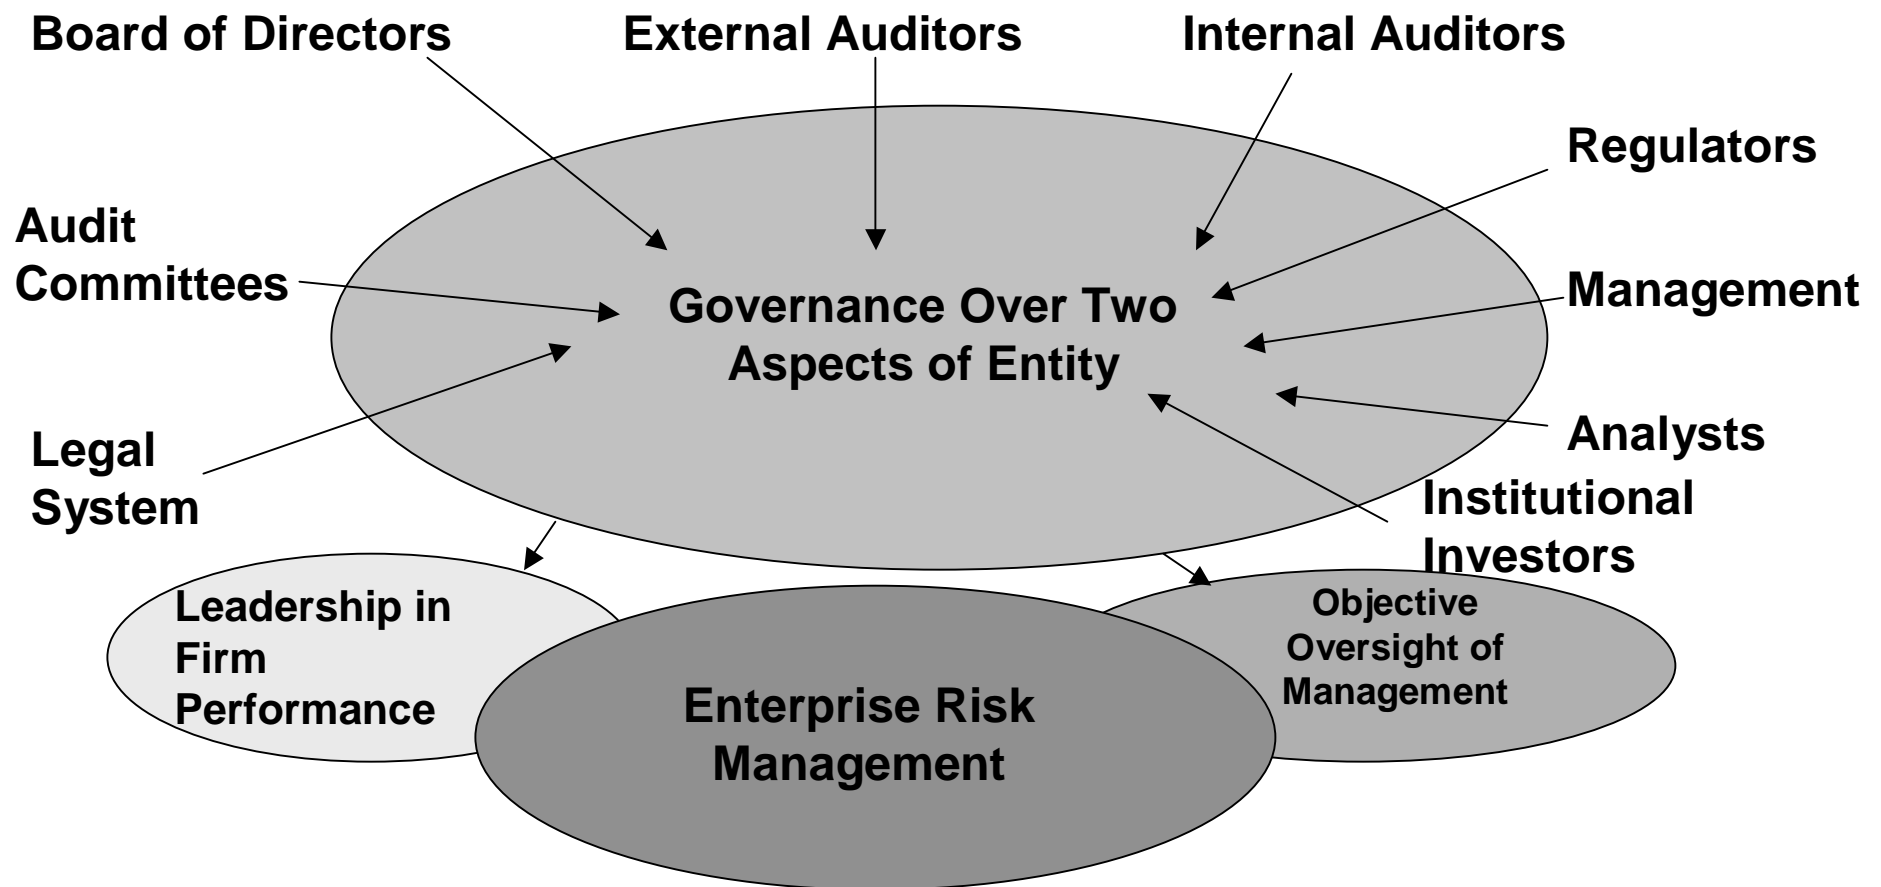 Board of Directors
External Auditors
Internal Auditors
Regulators
Audit
Committees
Governance Over Two
Aspects of Entity
Management
Legal
System
Analysts
Institutional
Investors
Leadership in
Firm
Performance
Objective
Oversight of
Management
Enterprise Risk
Management